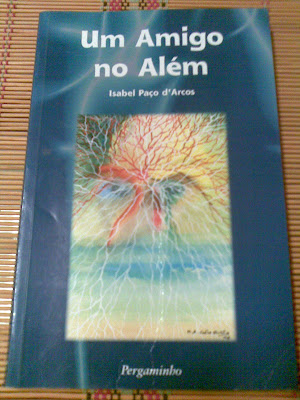 Um Amigo
no Além
Isabel Paço d'Arcos
Pergaminho